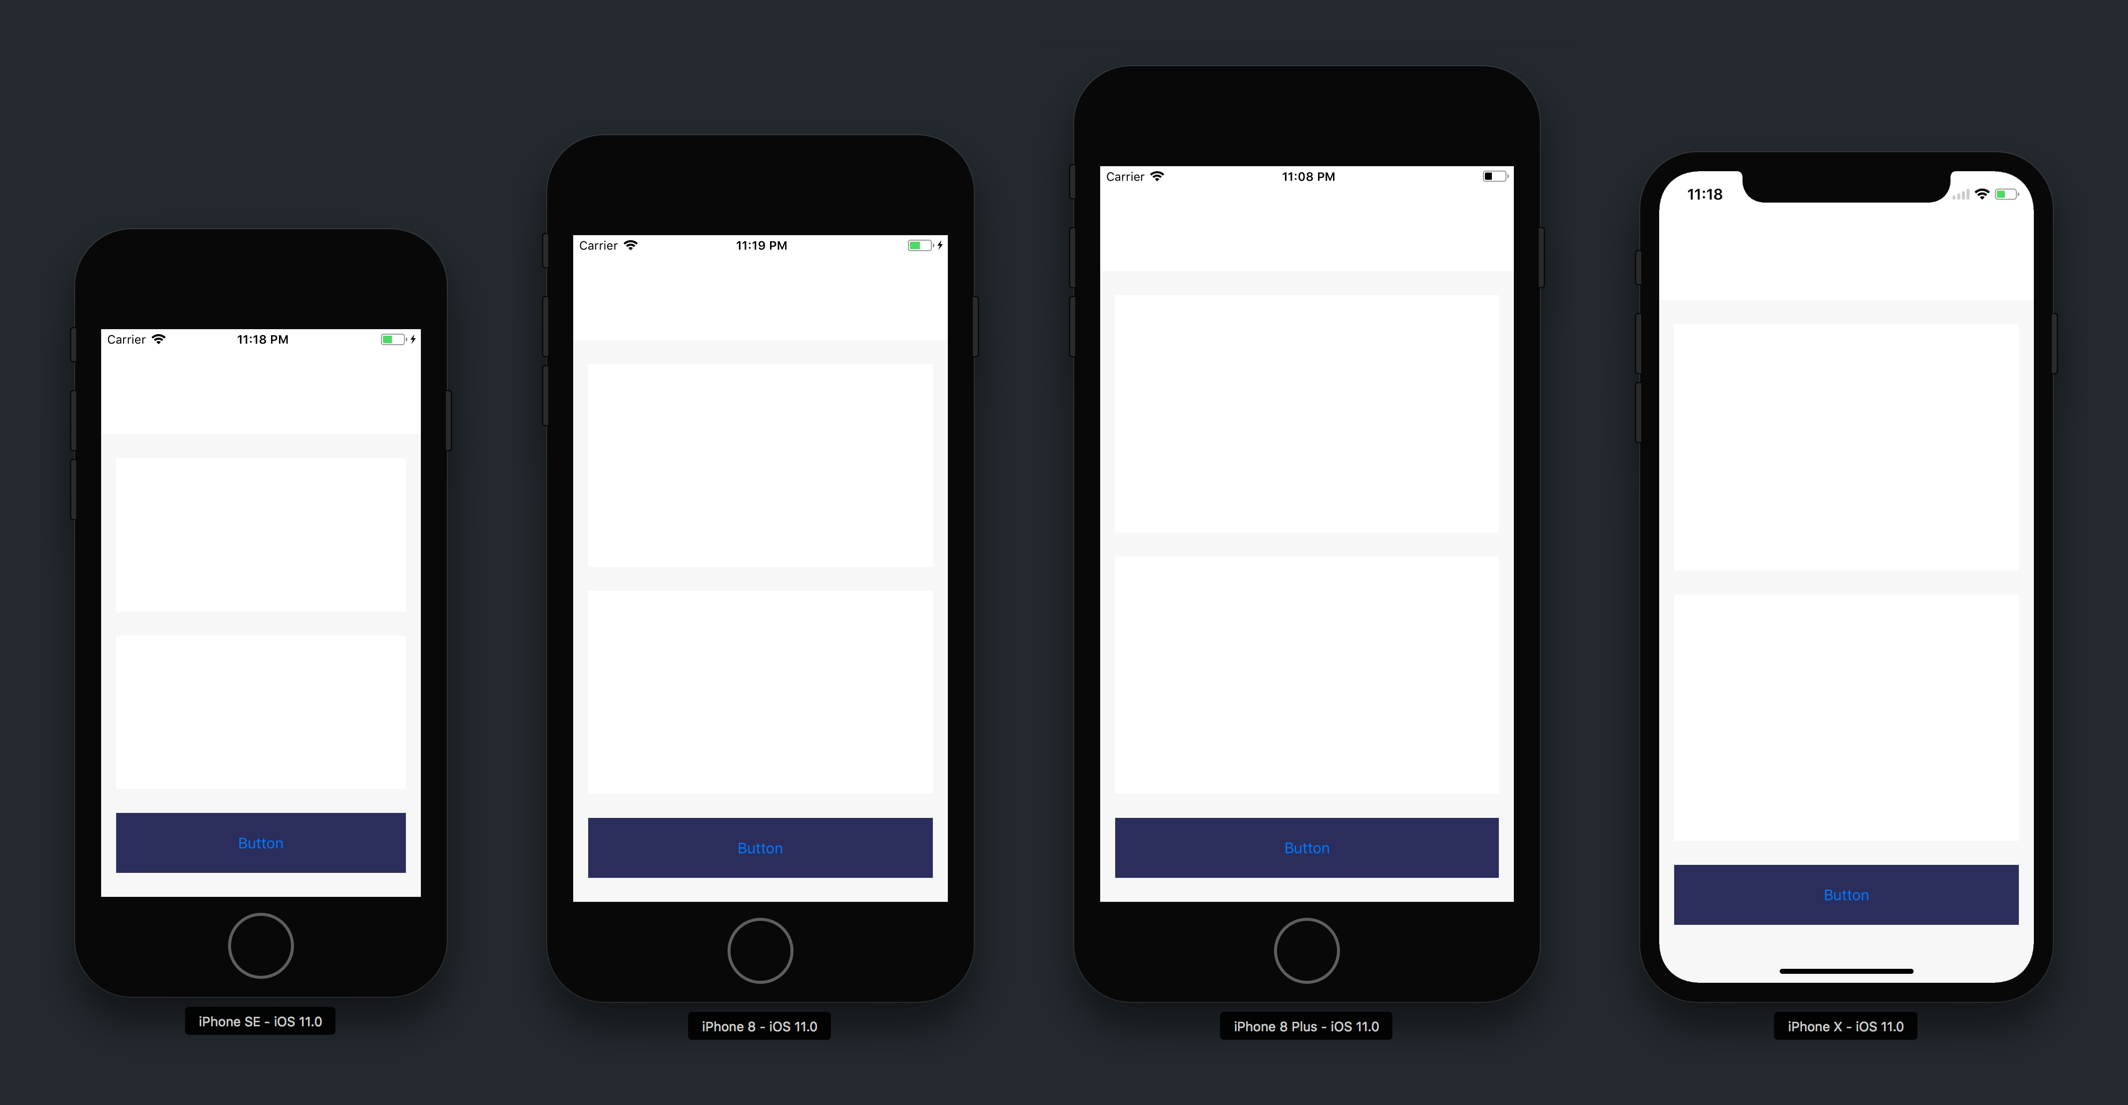 Carrier 11:18 PM
Button
iPhone SE - iOS 11.0
Carrier 11:19 PM
Button
iPhone 8 - iOS 11.0
Carrier 11:08 PM
Button
iPhone 8 Plus - iOS 11.0
11:18
Button
iPhone X - iOS 11.0